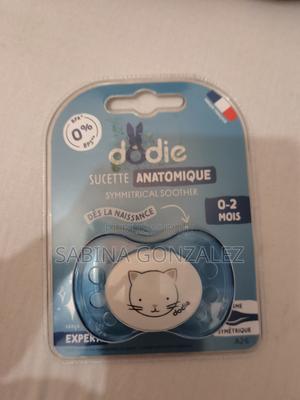 BPA*
0%
BPS**
dodie
SUCETTE ANATOMIQUE
SYMMETRICAL SOOTHER
0-2
MOIS
DÈS LA NAISSANCE
SABINA GONZALEZ
dodie
SYMÉTRIQUE
EXPERT